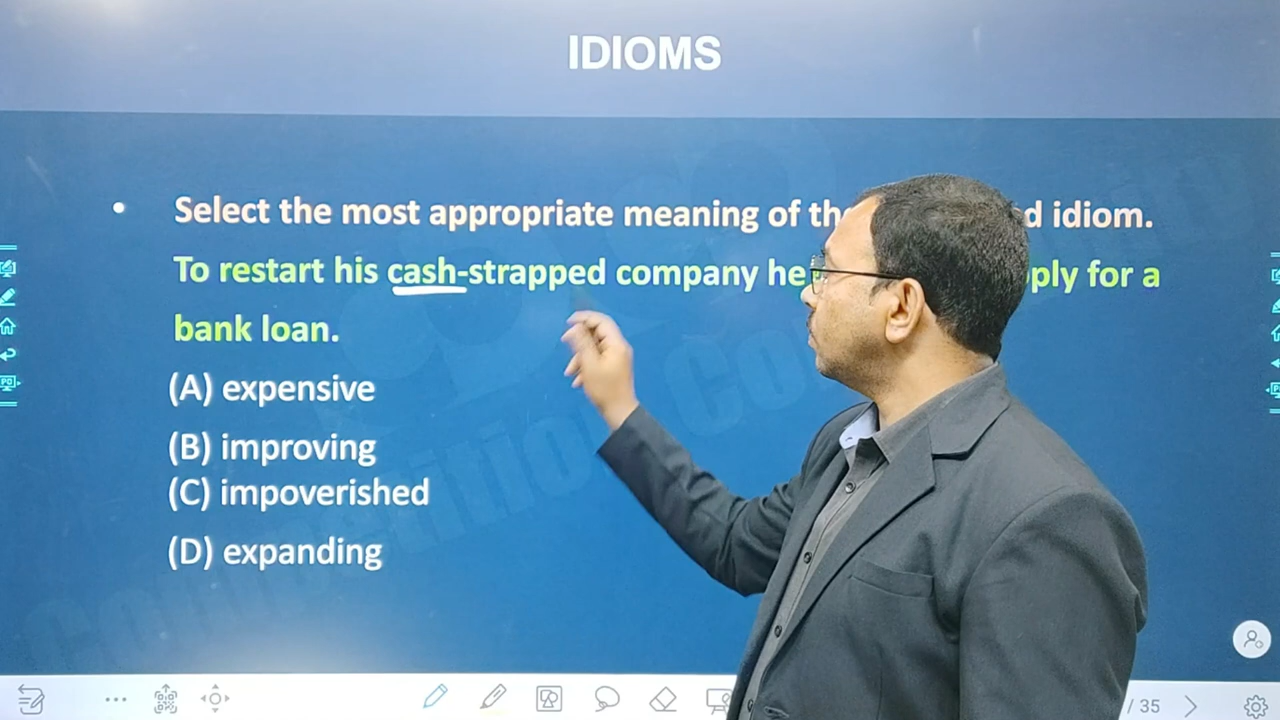 IDIOMS
• Select the most appropriate meaning of the d idiom.
To restart his cash-strapped company he ply for a
bank loan.
(A) expensive
(B) improving
(C) impoverished
(D) expanding
/ 35